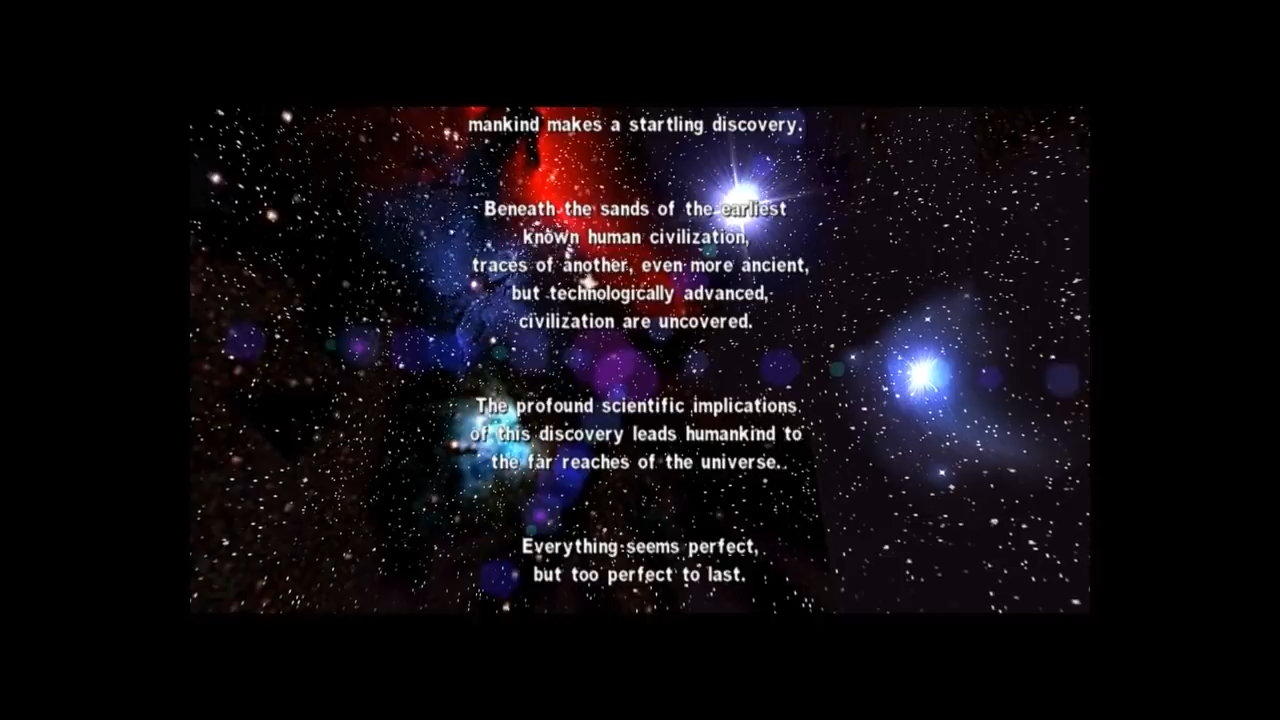 mankind makes a startling discovery.
Beneath the sands of the earliest
known human civilization,
traces of another, even more ancient,
but technologically advanced,
civilization are uncovered.
The profound scientific implications
of this discovery leads humankind to
the far reaches of the universe.
Everything seems perfect,
but too perfect to last.